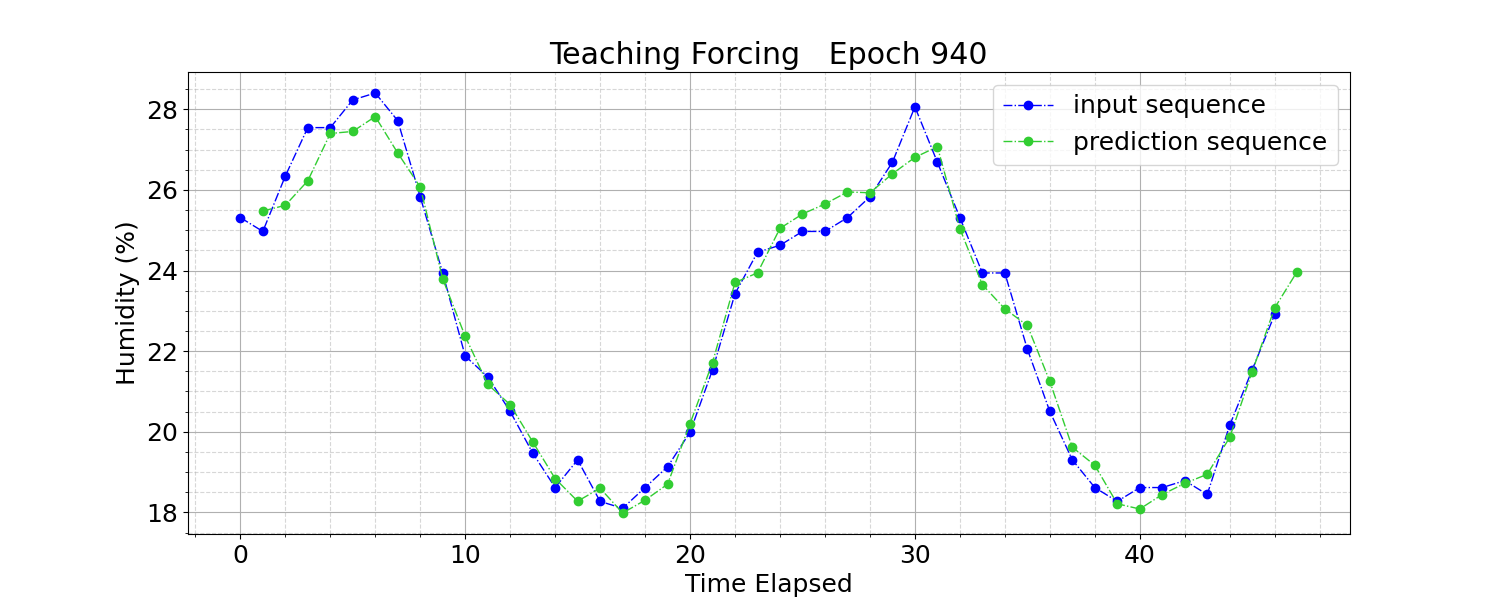 Teaching Forcing   Epoch 940
input sequence
prediction sequence
Humidity (%)
28
26
24
22
20
18
0 10 20 30 40
Time Elapsed